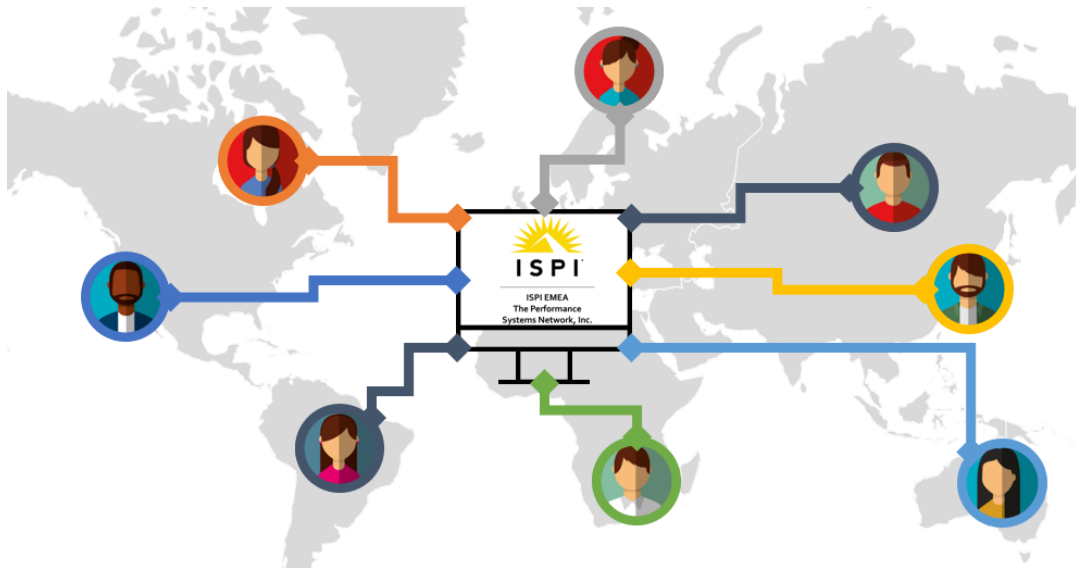 ISPI
ISPI EMEA
The Performance
Systems Network, Inc.